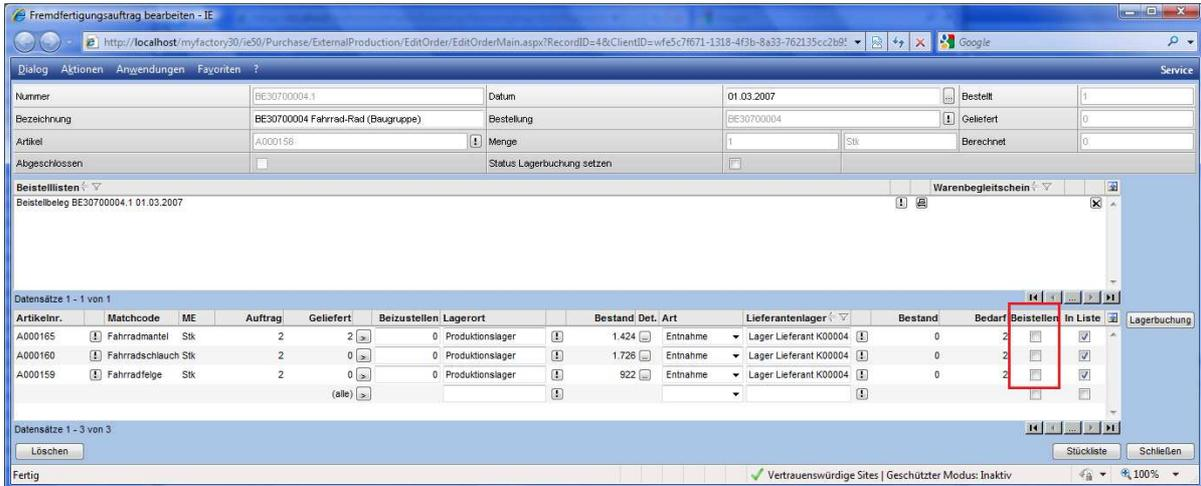 Fremdfertigungsauftrag bearbeiten - IE
http://localhost/myfactory30/ie50/Purchase/ExternalProduction/EditOrder/EditOrderMain.aspx?RecordID=4&ClientID=wfe5c7f671-1318-4f3b-8a33-762135cc2b95 Google
Dialog Aktionen Anwendungen Favoriten ? Service
Nummer BE30700004.1 Datum 01.03.2007 ... Bestellt 1
Bezeichnung BE30700004 Fahrrad-Rad (Baugruppe) Bestellung BE30700004 ! Geliefert 0
Artikel A000158 ! Menge 1 Stk Berechnet 0
Abgeschlossen Status Lagerbuchung setzen
Beistelllisten Warenbegleitschein
Beistellbeleg BE30700004.1 01.03.2007 !
Datensätze 1 - 1 von 1 ...
Artikelnr. Matchcode ME Auftrag Geliefert Beizustellen Lagerort Bestand Det. Art Lieferantenlager Bestand Bedarf Beistellen In Liste Lagerbuchung
A000165 ! Fahrradmantel Stk 2 2 > 0 Produktionslager ! 1.424 ... Entnahme Lager Lieferant K00004 ! 0 2
A000160 ! Fahrradschlauch Stk 2 0 > 0 Produktionslager ! 1.726 ... Entnahme Lager Lieferant K00004 ! 0 2
A000159 ! Fahrradfelge Stk 2 0 > 0 Produktionslager ! 922 ... Entnahme Lager Lieferant K00004 ! 0 2
(alle) > ! !
Datensätze 1 - 3 von 3 ...
Löschen Stückliste Schließen
Fertig Vertrauenswürdige Sites | Geschützter Modus: Inaktiv 100%